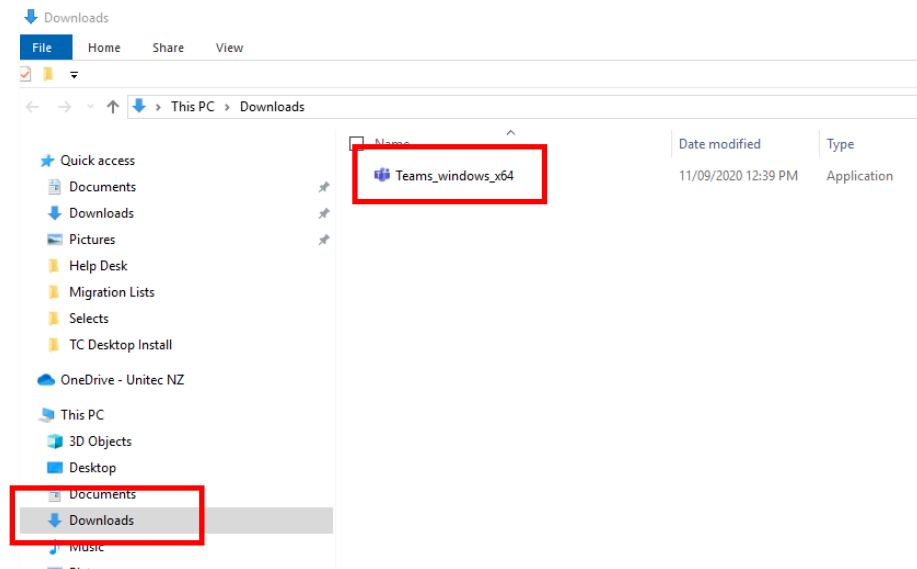 Downloads
File Home Share View
This PC > Downloads
Name Date modified Type
Teams_windows_x64 11/09/2020 12:39 PM Application
Quick access
Documents
Downloads
Pictures
Help Desk
Migration Lists
Selects
TC Desktop Install
OneDrive - Unitec NZ
This PC
3D Objects
Desktop
Documents
Downloads
Music